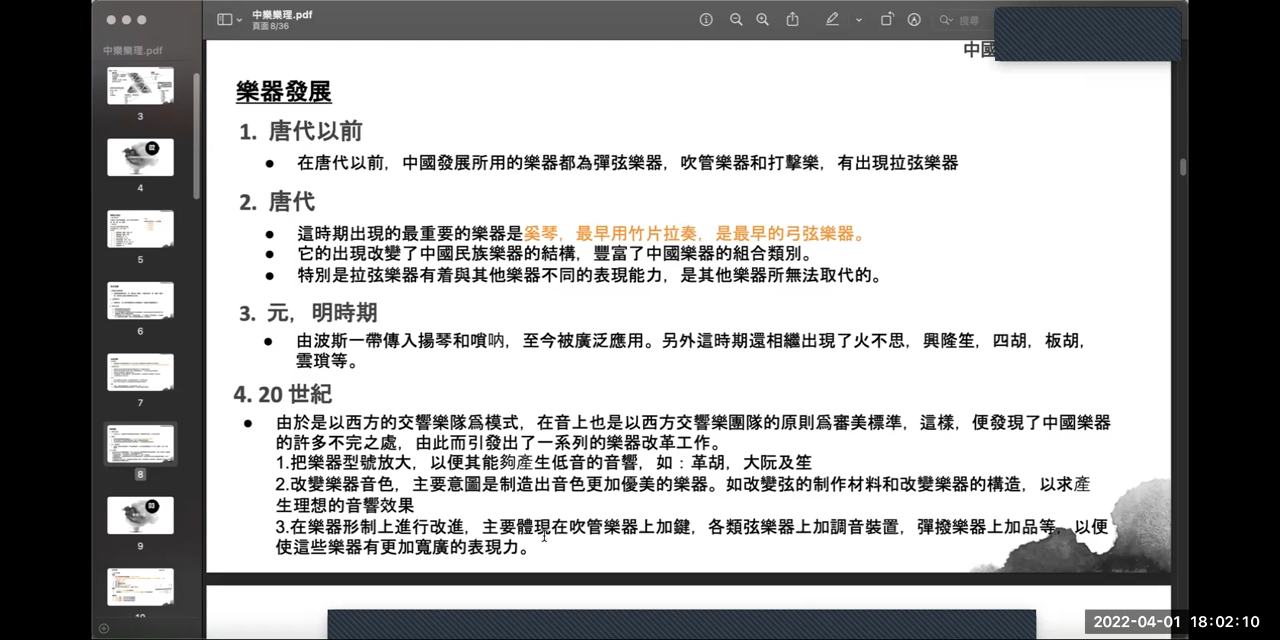 中樂樂理.pdf
頁面 8/36
搜尋
中樂樂理.pdf
3
4
5
6
7
8
9
中國
樂器發展
1. 唐代以前
● 在唐代以前，中國發展所用的樂器都為彈弦樂器，吹管樂器和打擊樂，有出現拉弦樂器
2. 唐代
● 這時期出現的最重要的樂器是奚琴，最早用竹片拉奏，是最早的弓弦樂器。
● 它的出現改變了中國民族樂器的結構，豐富了中國樂器的組合類別。
● 特別是拉弦樂器有着與其他樂器不同的表現能力，是其他樂器所無法取代的。
3. 元，明時期
● 由波斯一帶傳入揚琴和嗩吶，至今被廣泛應用。另外這時期還相繼出現了火不思，興隆笙，四胡，板胡，
雲瑣等。
4. 20 世紀
● 由於是以西方的交響樂隊爲模式，在音上也是以西方交響樂團隊的原則爲審美標準，這樣，便發現了中國樂器
的許多不完之處，由此而引發出了一系列的樂器改革工作。
1.把樂器型號放大，以便其能夠產生低音的音響，如：革胡，大阮及笙
2.改變樂器音色，主要意圖是制造出音色更加優美的樂器。如改變弦的制作材料和改變樂器的構造，以求產
生理想的音響效果
3.在樂器形制上進行改進，主要體現在吹管樂器上加鍵，各類弦樂器上加調音裝置，彈撥樂器上加品等，以便
使這些樂器有更加寬廣的表現力。
2022-04-01 18:02:10